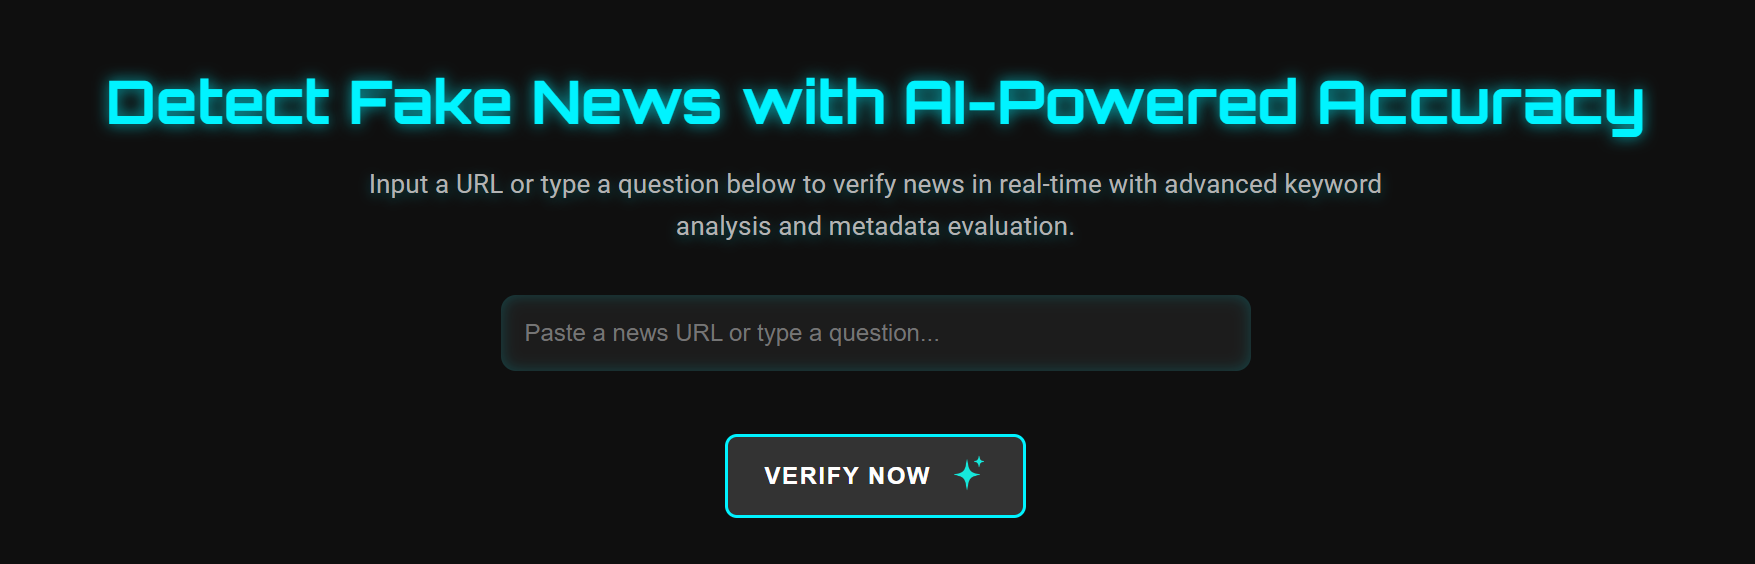 Detect Fake News with AI-Powered Accuracy
Input a URL or type a question below to verify news in real-time with advanced keyword
analysis and metadata evaluation.
Paste a news URL or type a question...
VERIFY NOW